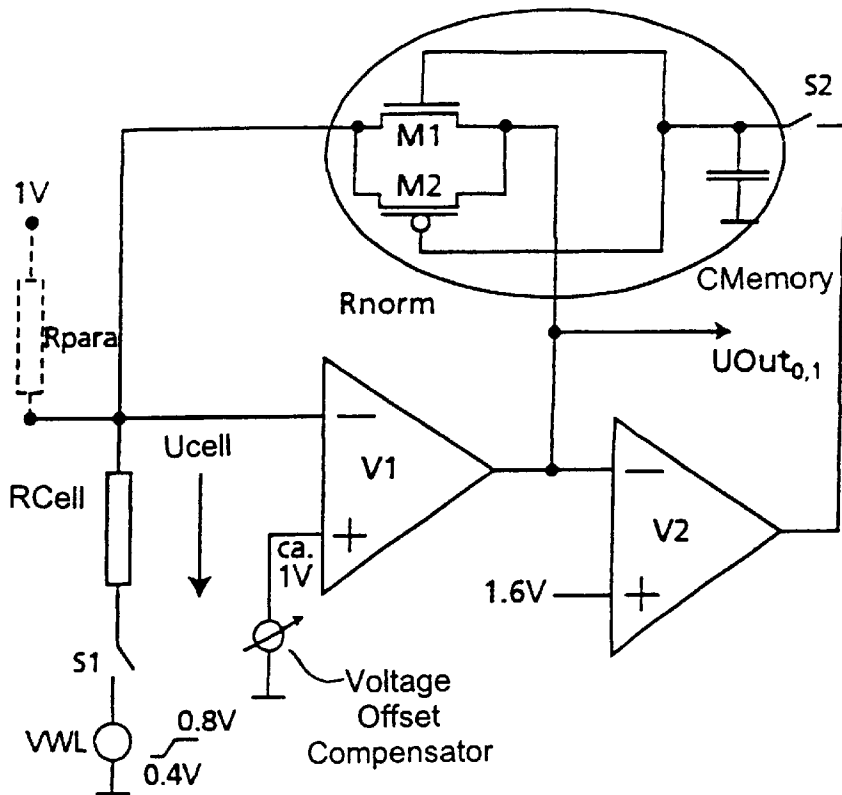 S2
M1
M2
1V
CMemory
Rnorm
Rpara
UOut0,1
Ucell
V1
RCell
V2
ca.
1V
1.6V
S1
Voltage
Offset
Compensator
0.8V
VWL
0.4V